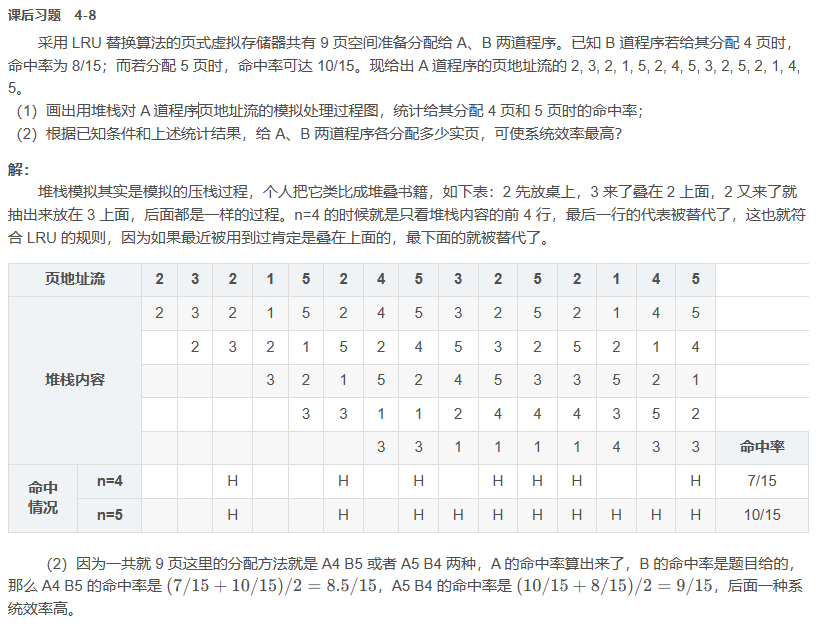 课后习题 4-8
采用 LRU 替换算法的页式虚拟存储器共有 9 页空间准备分配给 A、B 两道程序。已知 B 道程序若给其分配 4 页时，
命中率为 8/15；而若分配 5 页时，命中率可达 10/15。现给出 A 道程序的页地址流的 2, 3, 2, 1, 5, 2, 4, 5, 3, 2, 5, 2, 1, 4,
5。
（1）画出用堆栈对 A 道程序页地址流的模拟处理过程图，统计给其分配 4 页和 5 页时的命中率；
（2）根据已知条件和上述统计结果，给 A、B 两道程序各分配多少实页，可使系统效率最高？
解：
堆栈模拟其实是模拟的压栈过程，个人把它类比成堆叠书籍，如下表：2 先放桌上，3 来了叠在 2 上面，2 又来了就
抽出来放在 3 上面，后面都是一样的过程。n=4 的时候就是只看堆栈内容的前 4 行，最后一行的代表被替代了，这也就符
合 LRU 的规则，因为如果最近被用到过肯定是叠在上面的，最下面的就被替代了。
页地址流 2 3 2 1 5 2 4 5 3 2 5 2 1 4 5
2 3 2 1 5 2 4 5 3 2 5 2 1 4 5
2 3 2 1 5 2 4 5 3 2 5 2 1 4
堆栈内容 3 2 1 5 2 4 5 3 3 5 2 1
3 3 1 1 2 4 4 4 3 5 2
3 3 1 1 1 1 4 3 3 命中率
命中情况 n=4 H H H H H H H 7/15
n=5 H H H H H H H H H H 10/15
（2）因为一共就 9 页这里的分配方法就是 A4 B5 或者 A5 B4 两种，A 的命中率算出来了，B 的命中率是题目给的，
那么 A4 B5 的命中率是 (7/15 + 10/15)/2 = 8.5/15，A5 B4 的命中率是 (10/15 + 8/15)/2 = 9/15，后面一种系
统效率高。